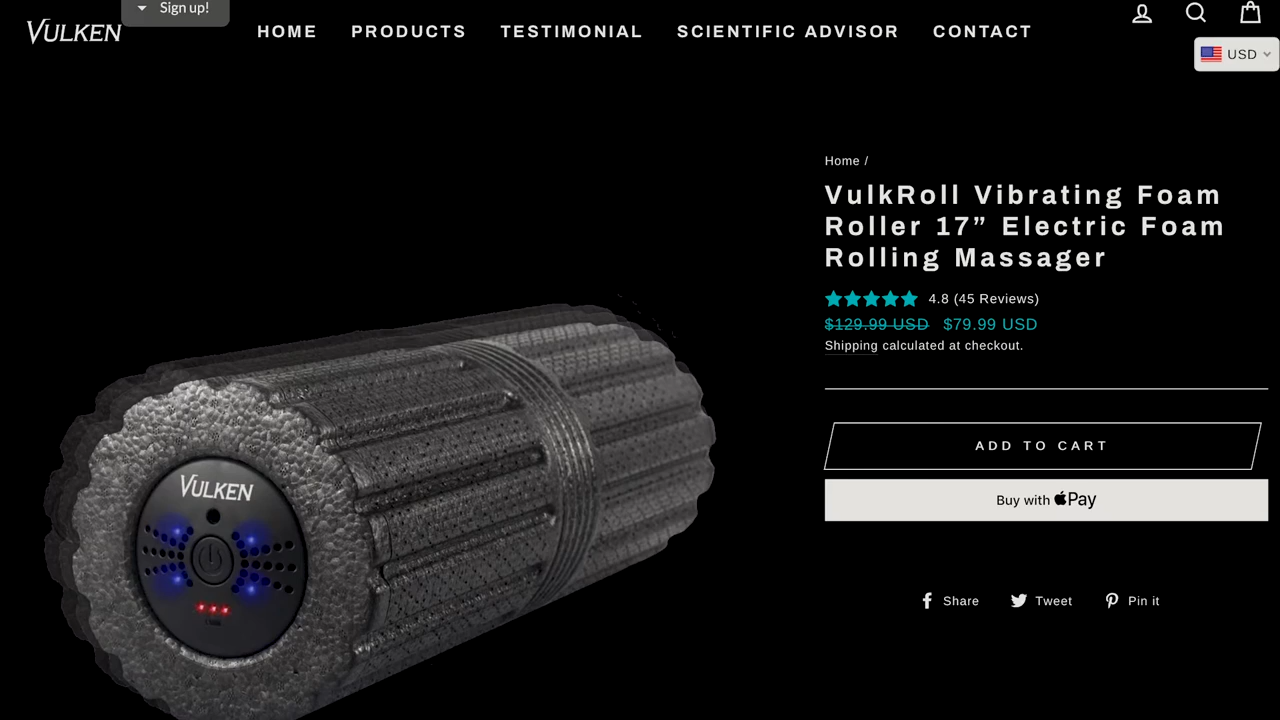 Sign up!
VULKEN
HOME
PRODUCTS
TESTIMONIAL
SCIENTIFIC ADVISOR
CONTACT
USD
Home /
VulkRoll Vibrating Foam
Roller 17” Electric Foam
Rolling Massager
4.8 (45 Reviews)
$129.99 USD $79.99 USD
Shipping calculated at checkout.
ADD TO CART
Buy with Pay
Share
Tweet
Pin it
VULKEN